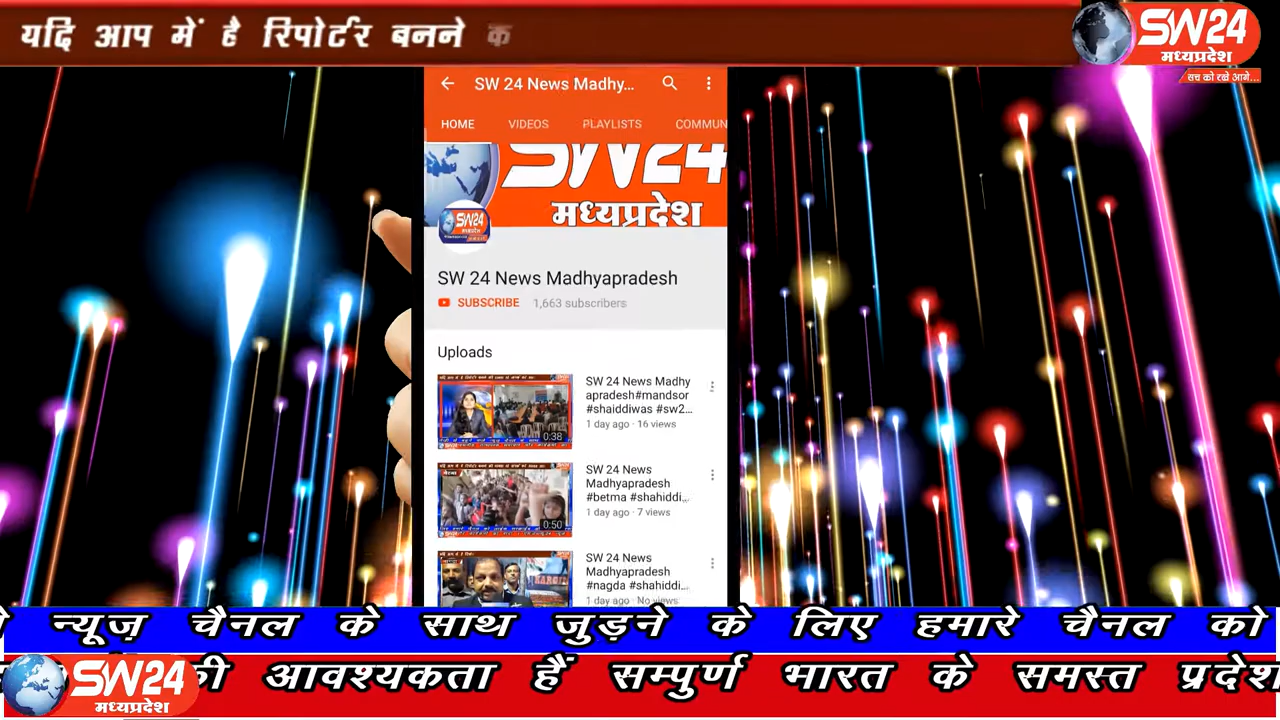 यदि आप में है रिपोर्टर बनने क
SW24
मध्यप्रदेश
सच को रखे आगे...
SW 24 News Madhy...
HOME VIDEOS PLAYLISTS COMMUN
SW24
मध्यप्रदेश
SW24
SW 24 News Madhyapradesh
SUBSCRIBE 1,663 subscribers
Uploads
SW 24 News Madhy
apradesh#mandsor
#shaiddiwas #sw2...
1 day ago · 16 views
0:38
SW 24 News
Madhyapradesh
#betma #shahiddi...
1 day ago · 7 views
0:50
SW 24 News
Madhyapradesh
#nagda #shahiddi...
1 day ago · No views
न्यूज़ चैनल के साथ जुड़ने के लिए हमारे चैनल को
की आवश्यकता हैं सम्पुर्ण भारत के समस्त प्रदेश
SW24
मध्यप्रदेश